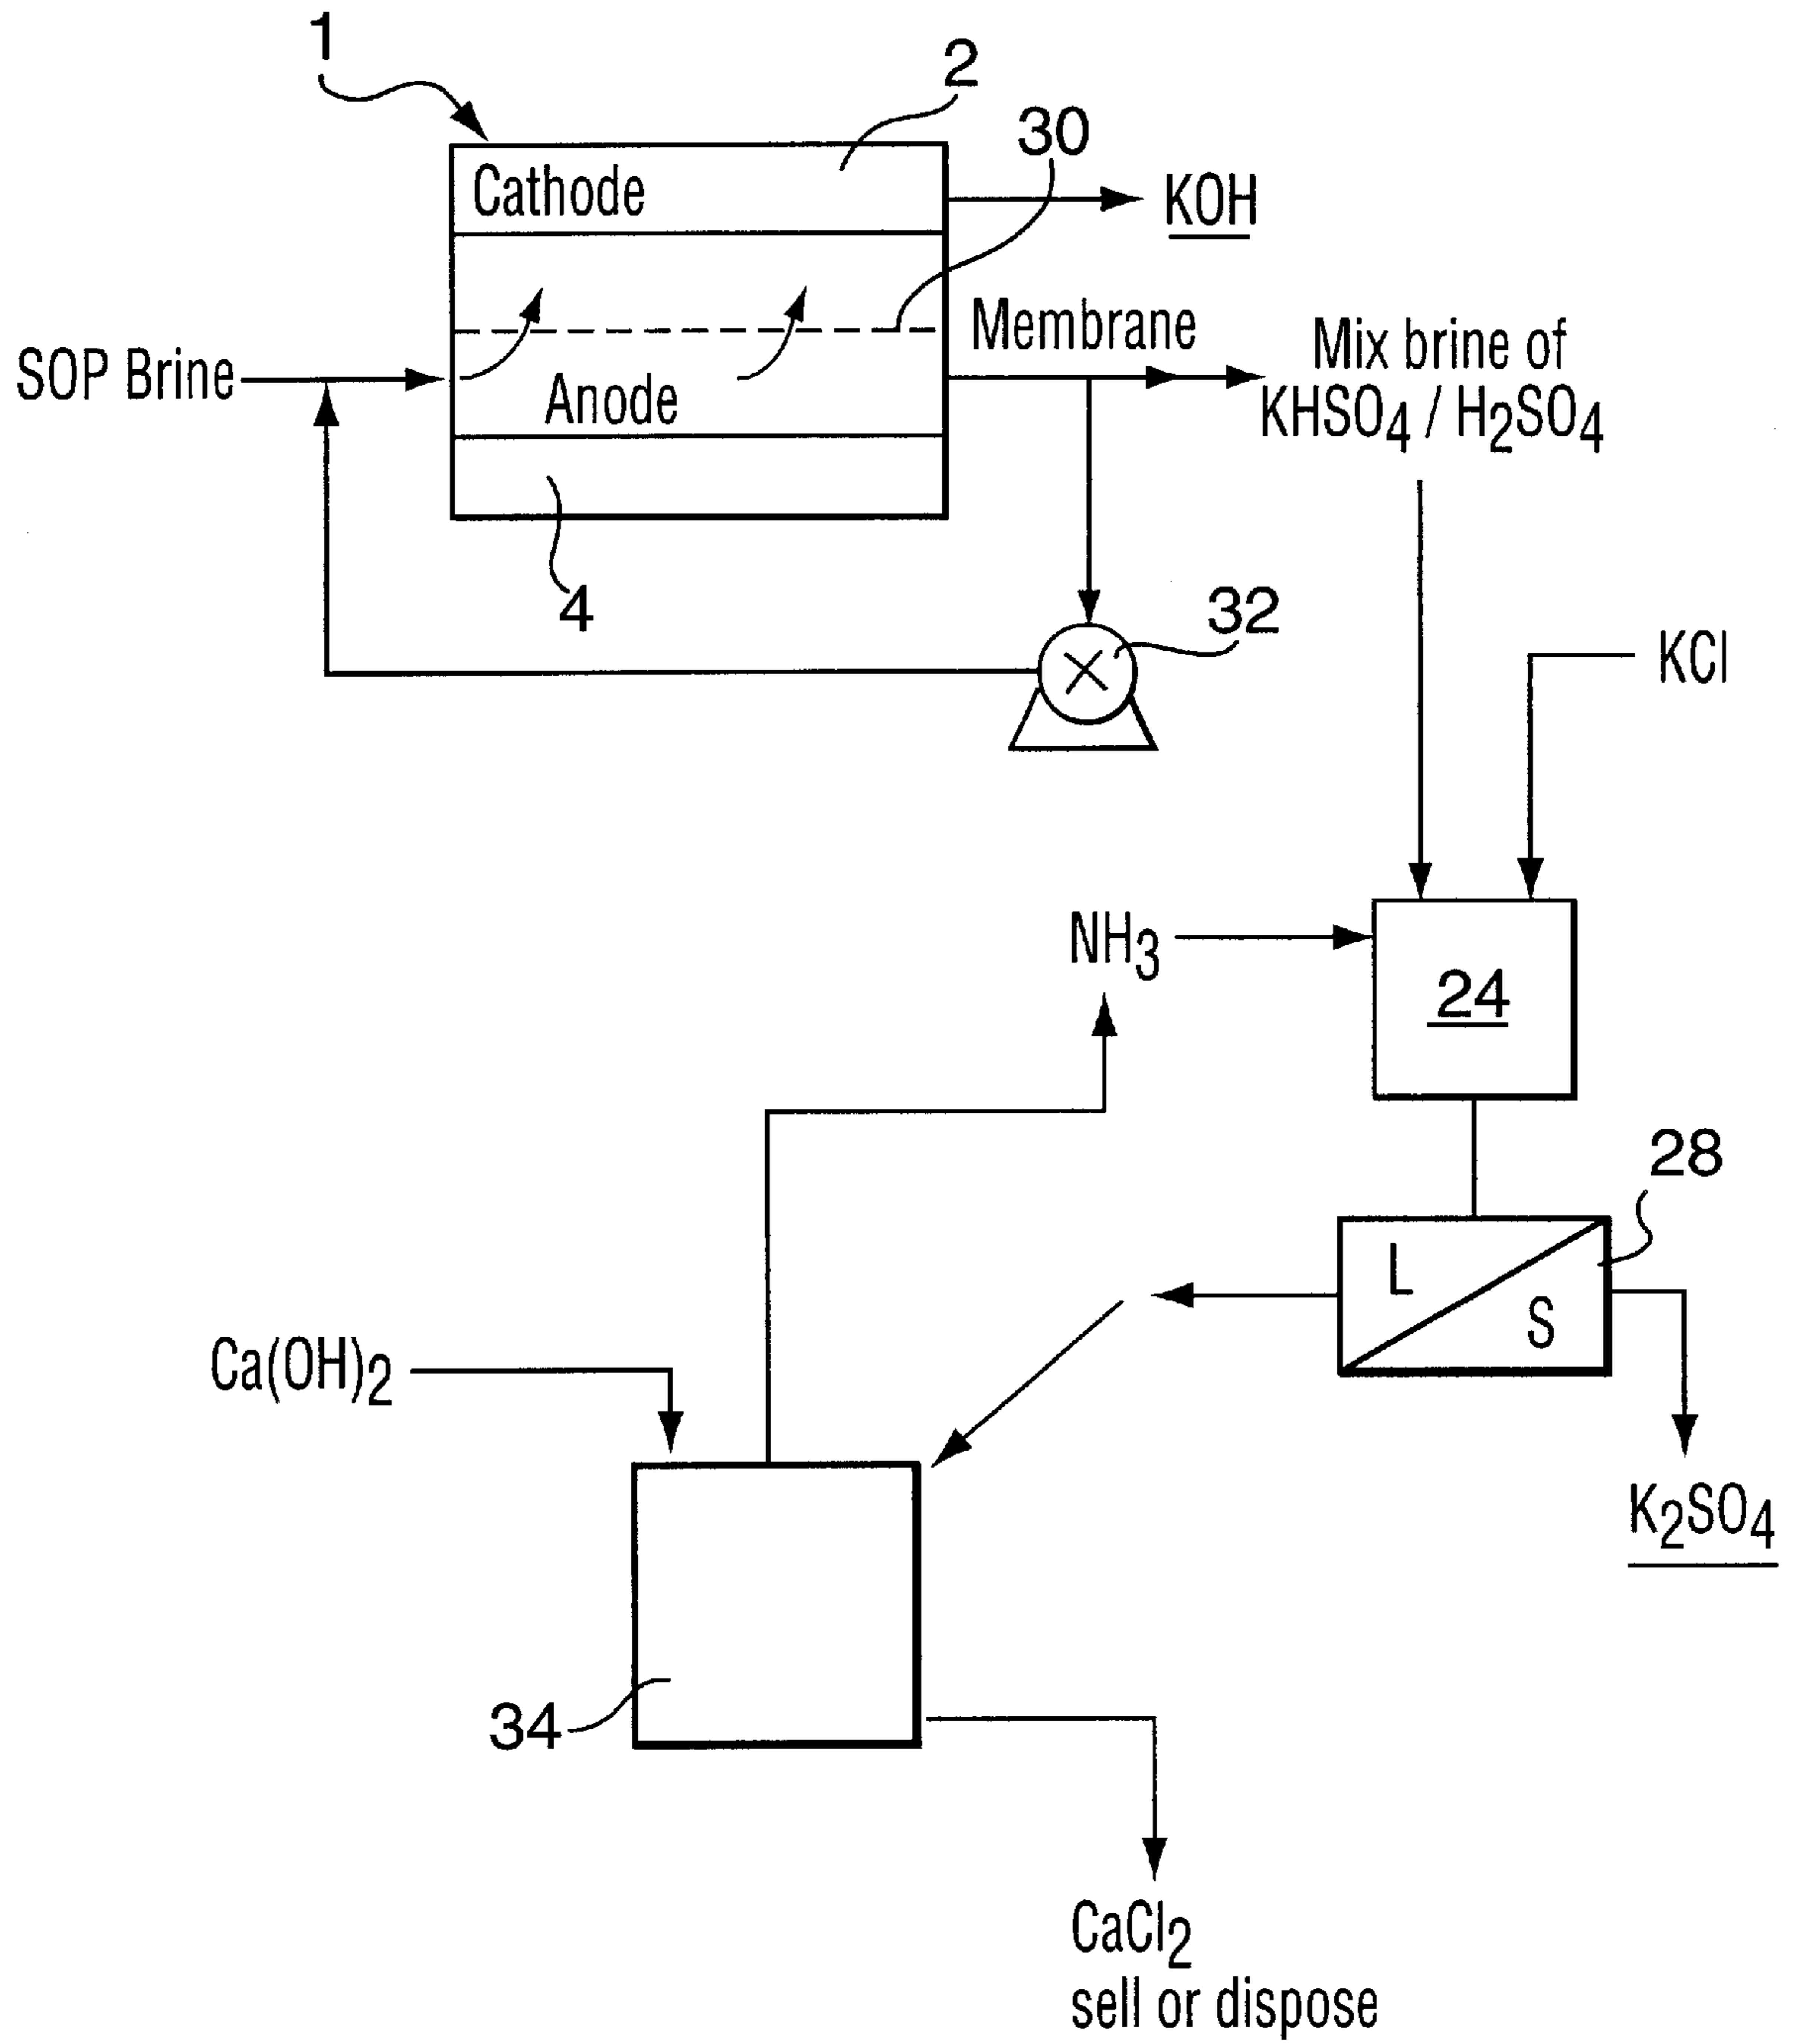 1
2
30
Cathode
KOH
Membrane
Mix brine of
KHSO4 / H2SO4
SOP Brine
Anode
4
32
KCl
NH3
24
28
L
S
Ca(OH)2
K2SO4
34
CaCl2
sell or dispose